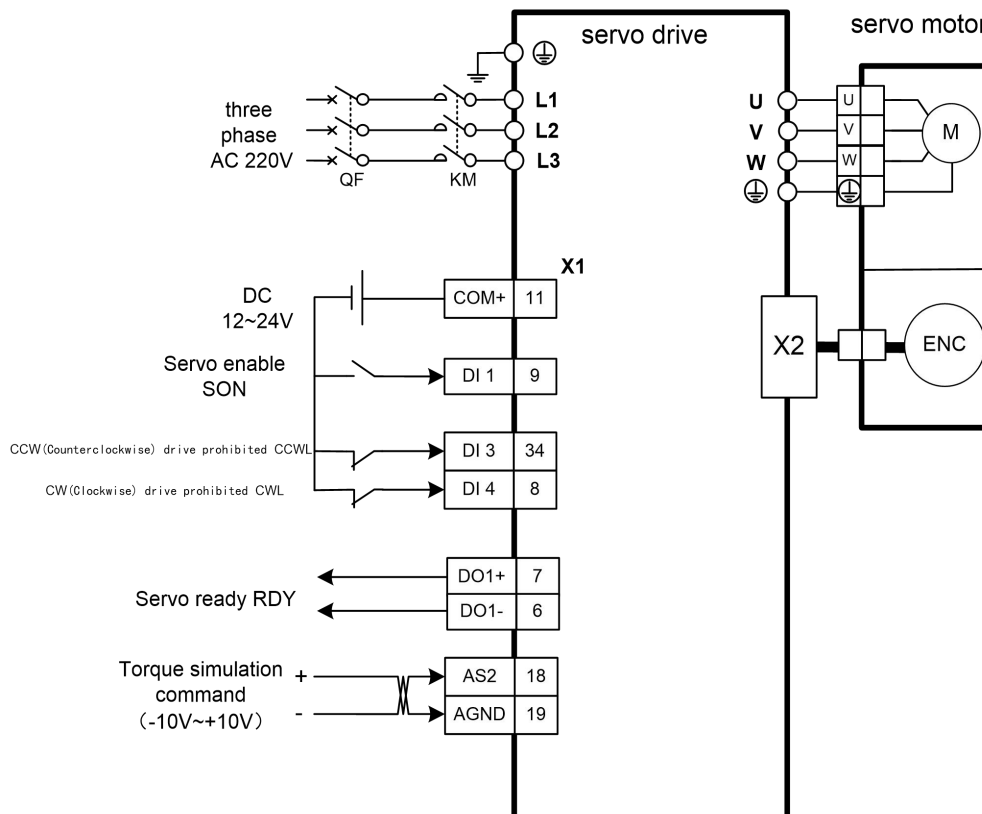 servo drive
servo motor
three
phase
AC 220V
QF
KM
L1
L2
L3
U
V
W
U
V
W
M
X1
DC
12~24V
COM+ 11
Servo enable
SON
DI 1 9
CCW(Counterclockwise) drive prohibited CCWL
DI 3 34
CW(Clockwise) drive prohibited CWL
DI 4 8
X2
ENC
Servo ready RDY
DO1+ 7
DO1- 6
Torque simulation
command
（-10V~+10V）
+
-
AS2 18
AGND 19